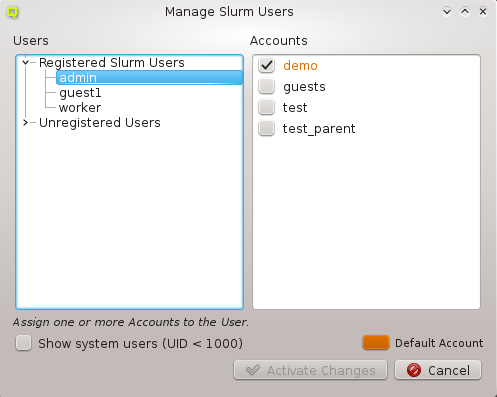 Manage Slurm Users
Users
Accounts
Registered Slurm Users
admin
guest1
worker
Unregistered Users
demo
guests
test
test_parent
Assign one or more Accounts to the User.
Show system users (UID < 1000)
Default Account
Activate Changes
Cancel